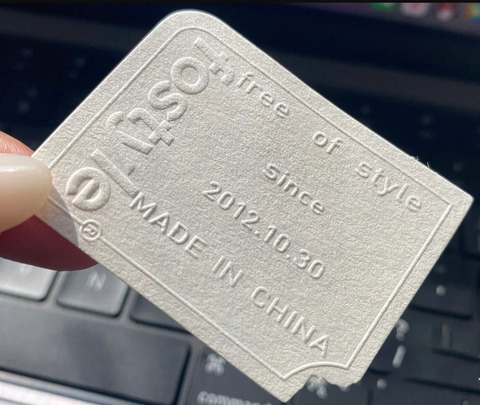 free of style
Since
2012.10.30
MADE IN CHINA
®